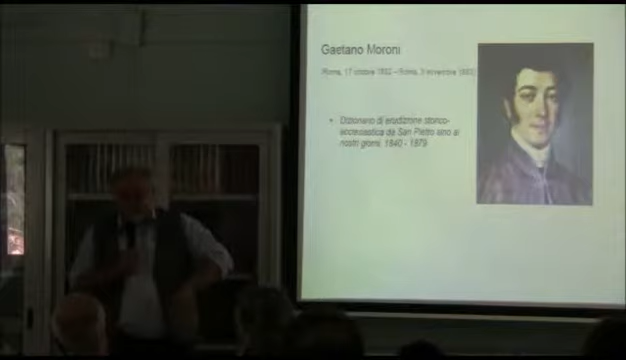 Gaetano Moroni
Roma, 17 ottobre 1802 – Roma, 3 novembre 1883
• Dizionario di erudizione storico-
ecclesiastica da San Pietro sino ai
nostri giorni, 1840 - 1879